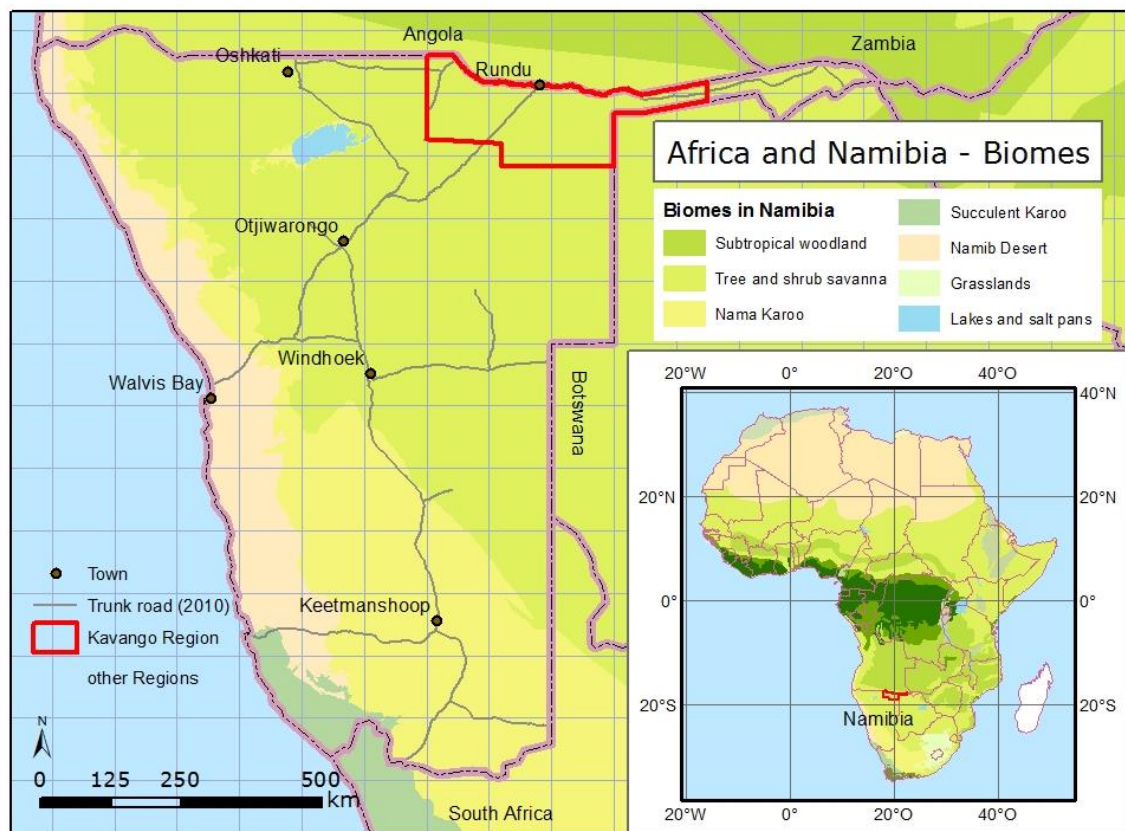 Angola
Zambia
Oshkati
Rundu
Africa and Namibia - Biomes
Biomes in Namibia
Subtropical woodland
Tree and shrub savanna
Nama Karoo
Succulent Karoo
Namib Desert
Grasslands
Lakes and salt pans
Otjiwarongo
Windhoek
Walvis Bay
Botswana
Keetmanshoop
South Africa
Town
Trunk road (2010)
Kavango Region
other Regions
N
0 125 250 500
km
20°W 0° 20°O 40°O
40°N 40°N
20°N 20°N
0° 0°
20°S 20°S
Namibia
20°W 0° 20°O 40°O